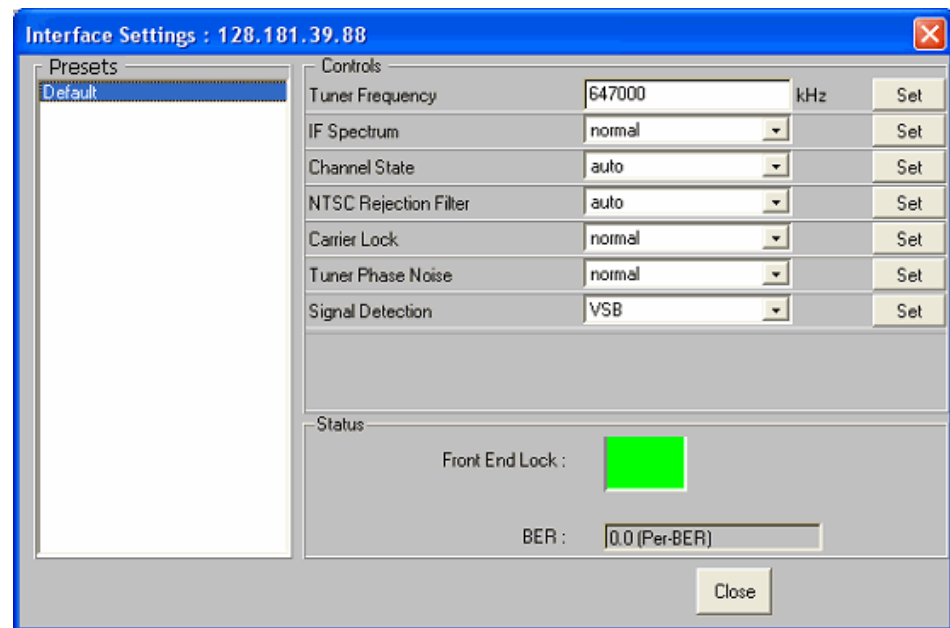 Interface Settings : 128.181.39.88
Presets
Default
Controls
Tuner Frequency 647000 kHz Set
IF Spectrum normal Set
Channel State auto Set
NTSC Rejection Filter auto Set
Carrier Lock normal Set
Tuner Phase Noise normal Set
Signal Detection VSB Set
Status
Front End Lock :
BER : 0.0 (Per-BER)
Close